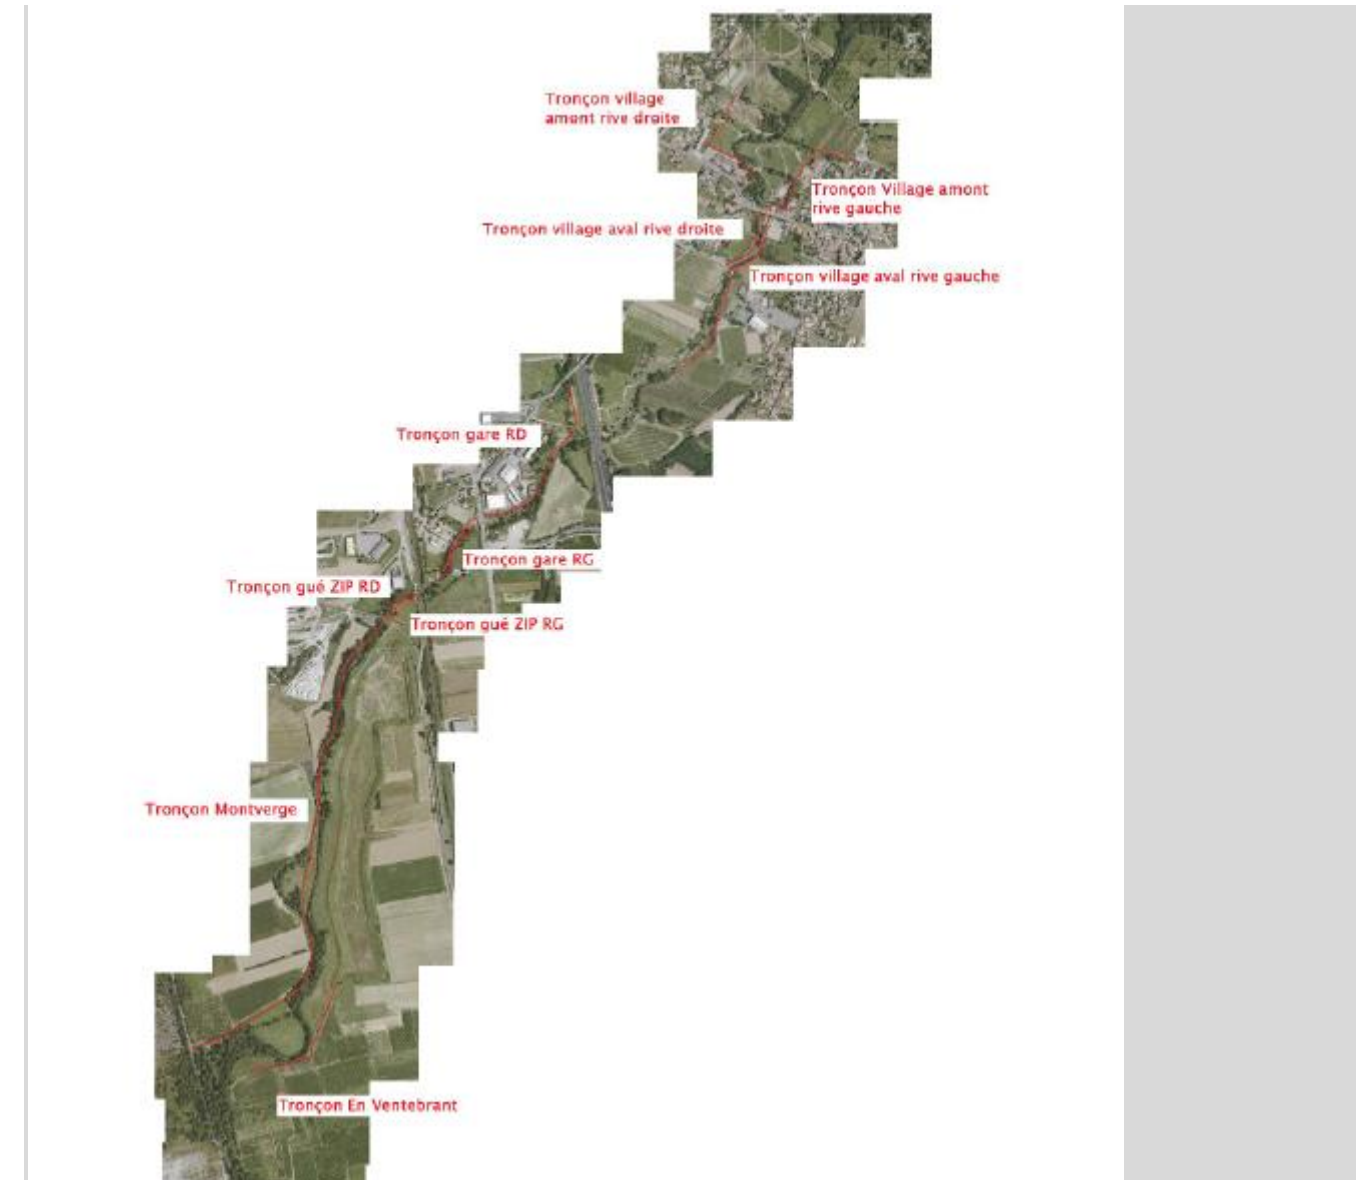 Tronçon village
amont rive droite
Tronçon Village amont
rive gauche
Tronçon village aval rive droite
Tronçon village aval rive gauche
Tronçon gare RD
Tronçon gare RG
Tronçon gué ZIP RD
Tronçon gué ZIP RG
Tronçon Montverge
Tronçon En Ventebrant